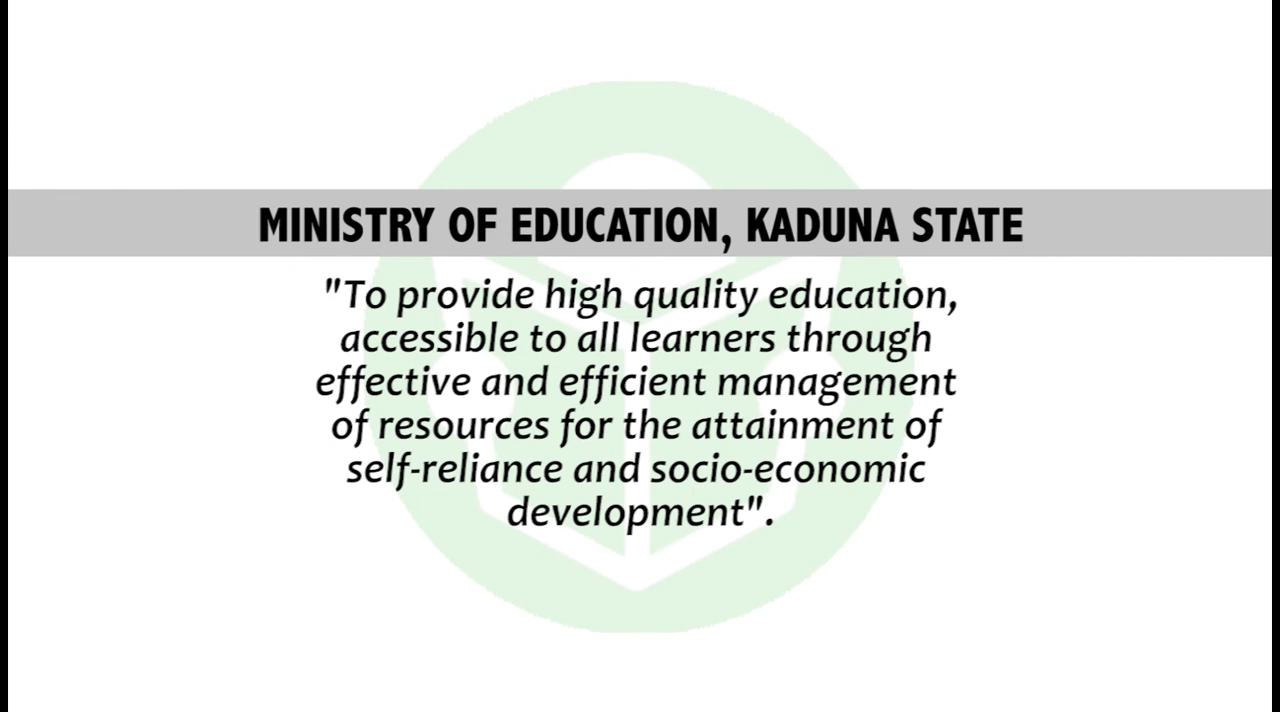 MINISTRY OF EDUCATION, KADUNA STATE
"To provide high quality education,
accessible to all learners through
effective and efficient management
of resources for the attainment of
self-reliance and socio-economic
development".